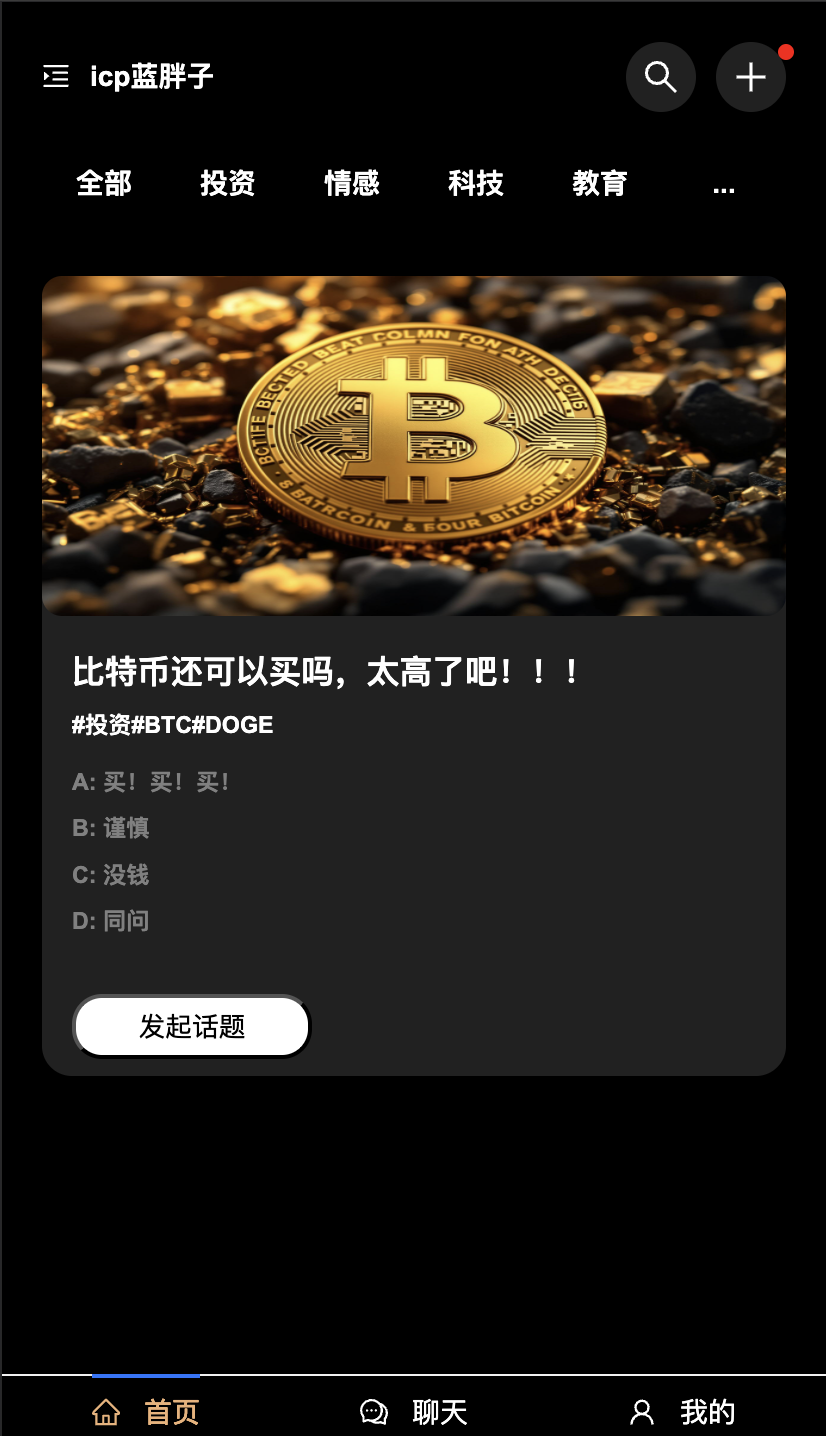 icp蓝胖子
全部 投资 情感 科技 教育 ...
BCTITE BECTED BEAT COLMN FON ATH DECIIS
8 BATRCOIN & EOUR BITCOIN
比特币还可以买吗，太高了吧！！！
#投资#BTC#DOGE
A: 买！买！买！
B: 谨慎
C: 没钱
D: 同问
发起话题
首页 聊天 我的